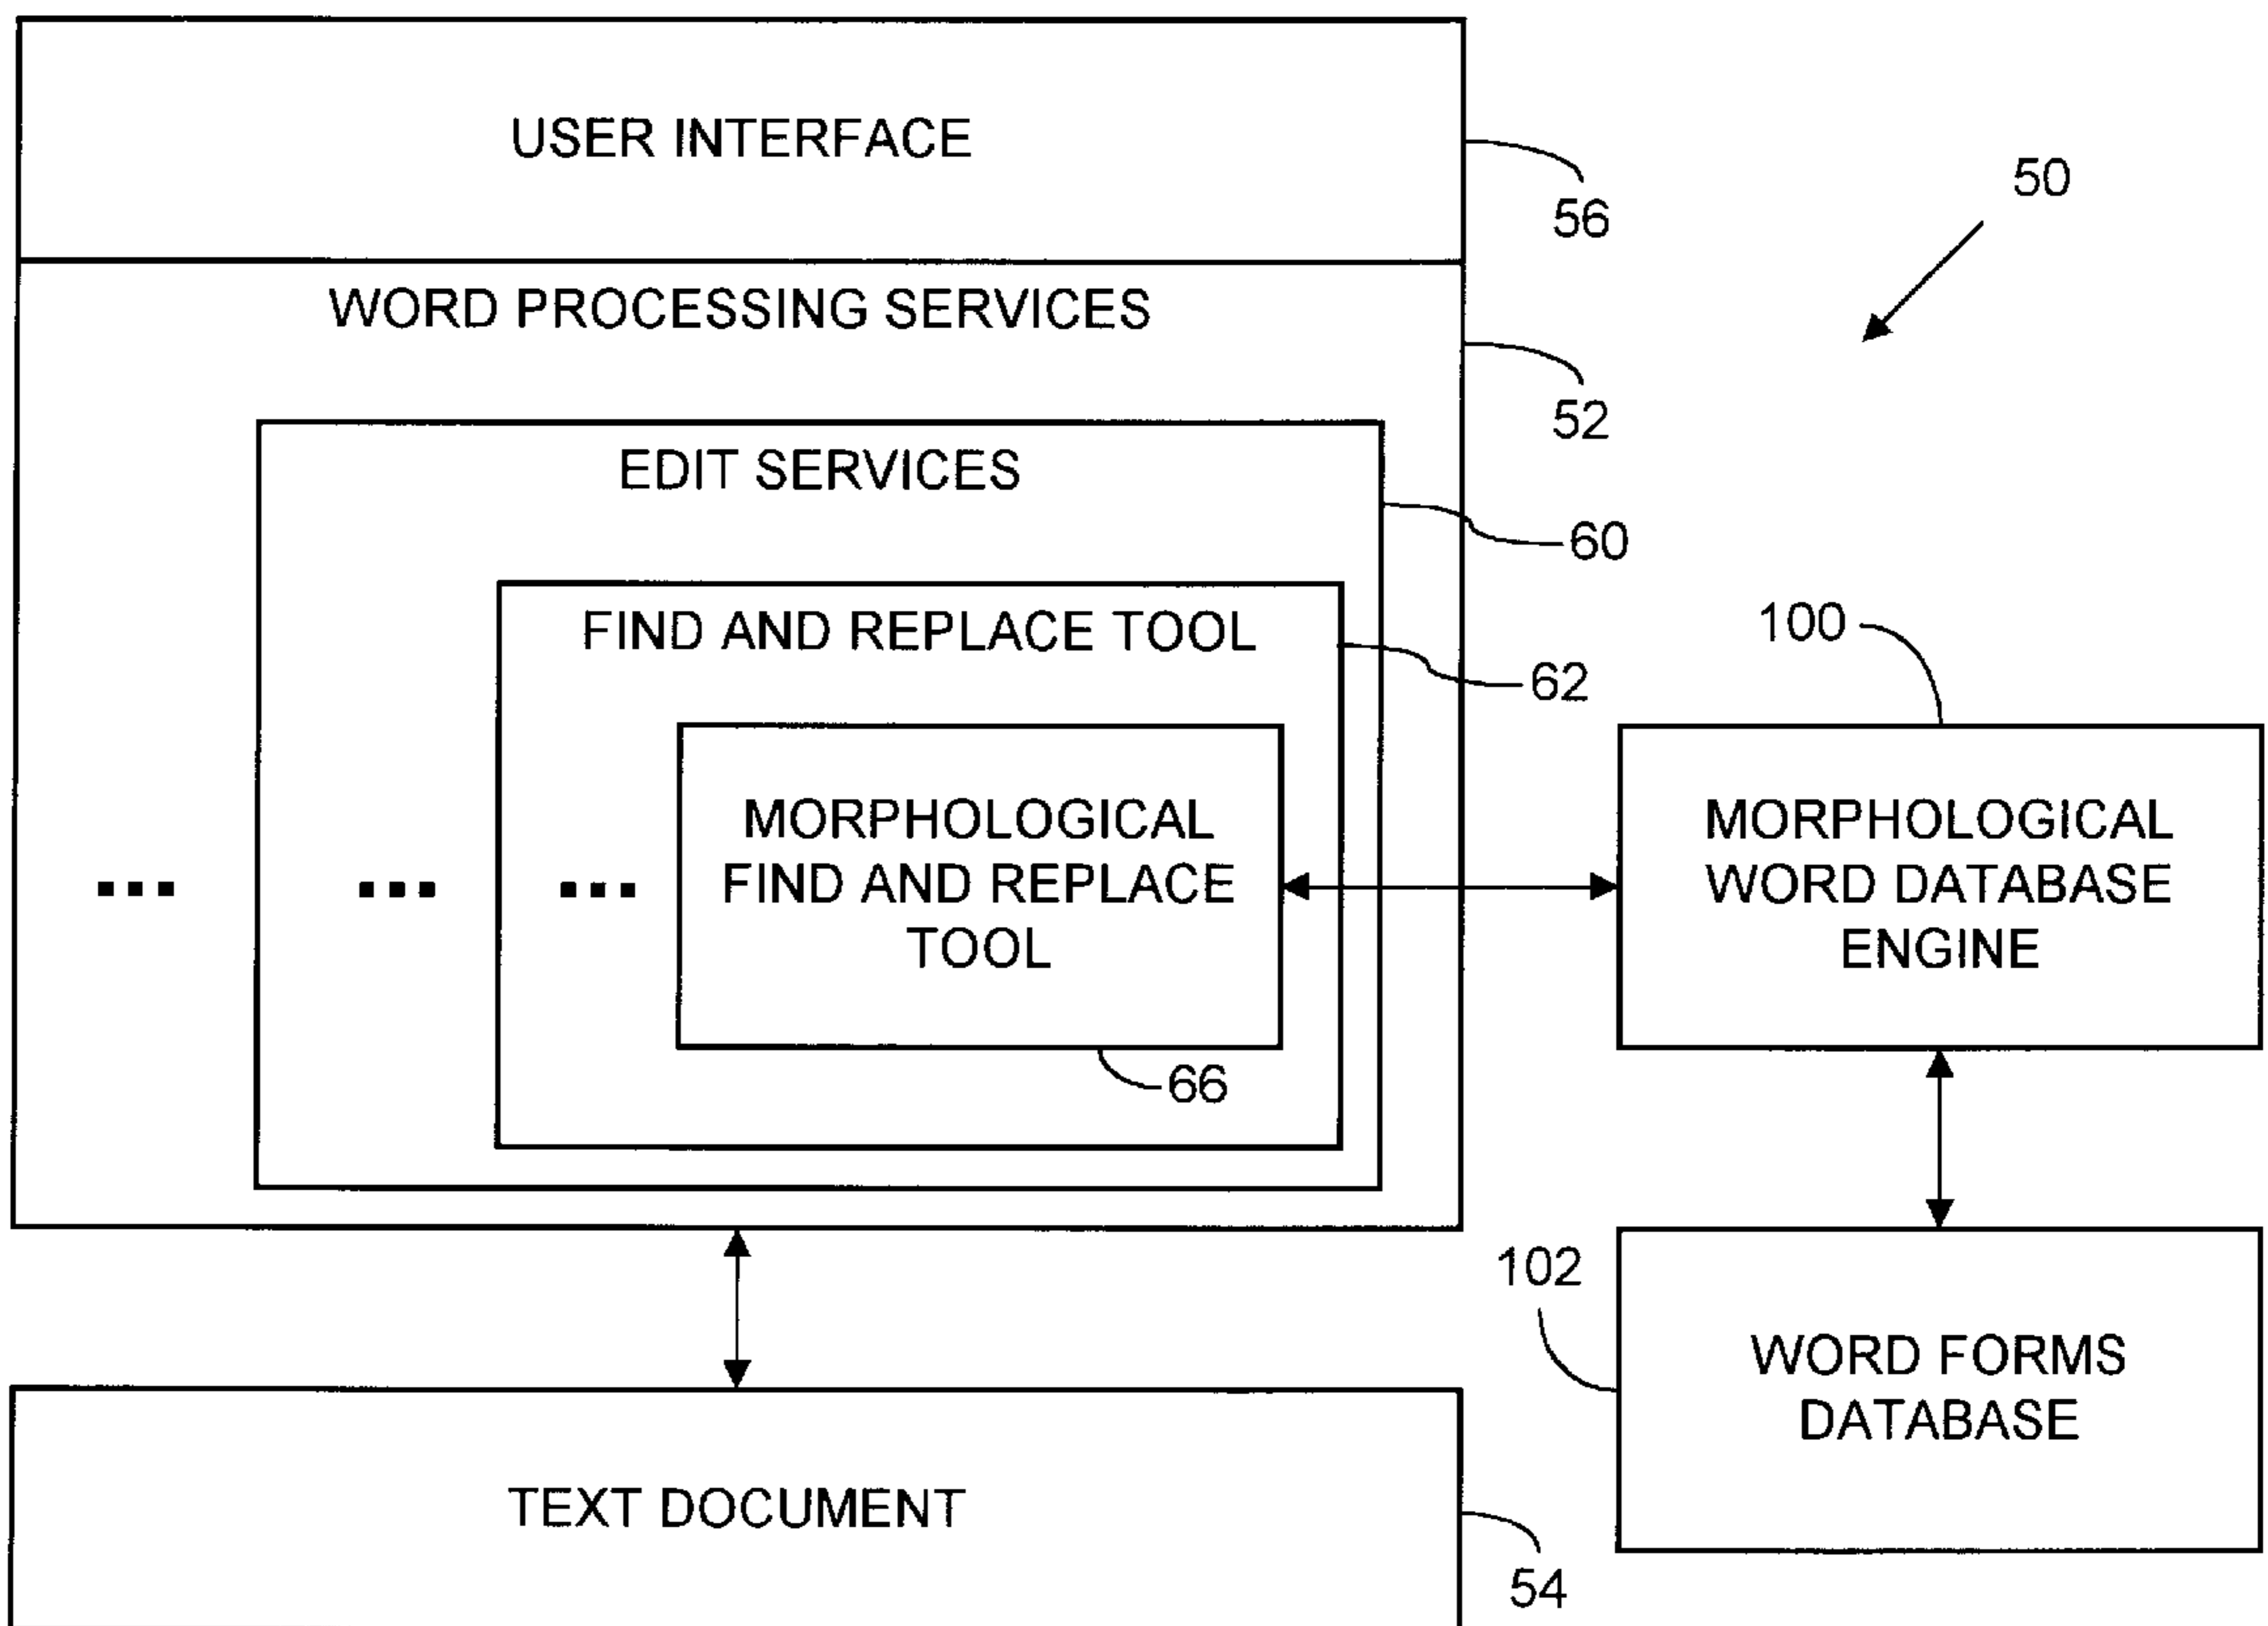 USER INTERFACE
56
50
WORD PROCESSING SERVICES
52
EDIT SERVICES
60
FIND AND REPLACE TOOL
62
100
MORPHOLOGICAL
FIND AND REPLACE
TOOL
66
...
...
...
MORPHOLOGICAL
WORD DATABASE
ENGINE
102
WORD FORMS
DATABASE
TEXT DOCUMENT
54